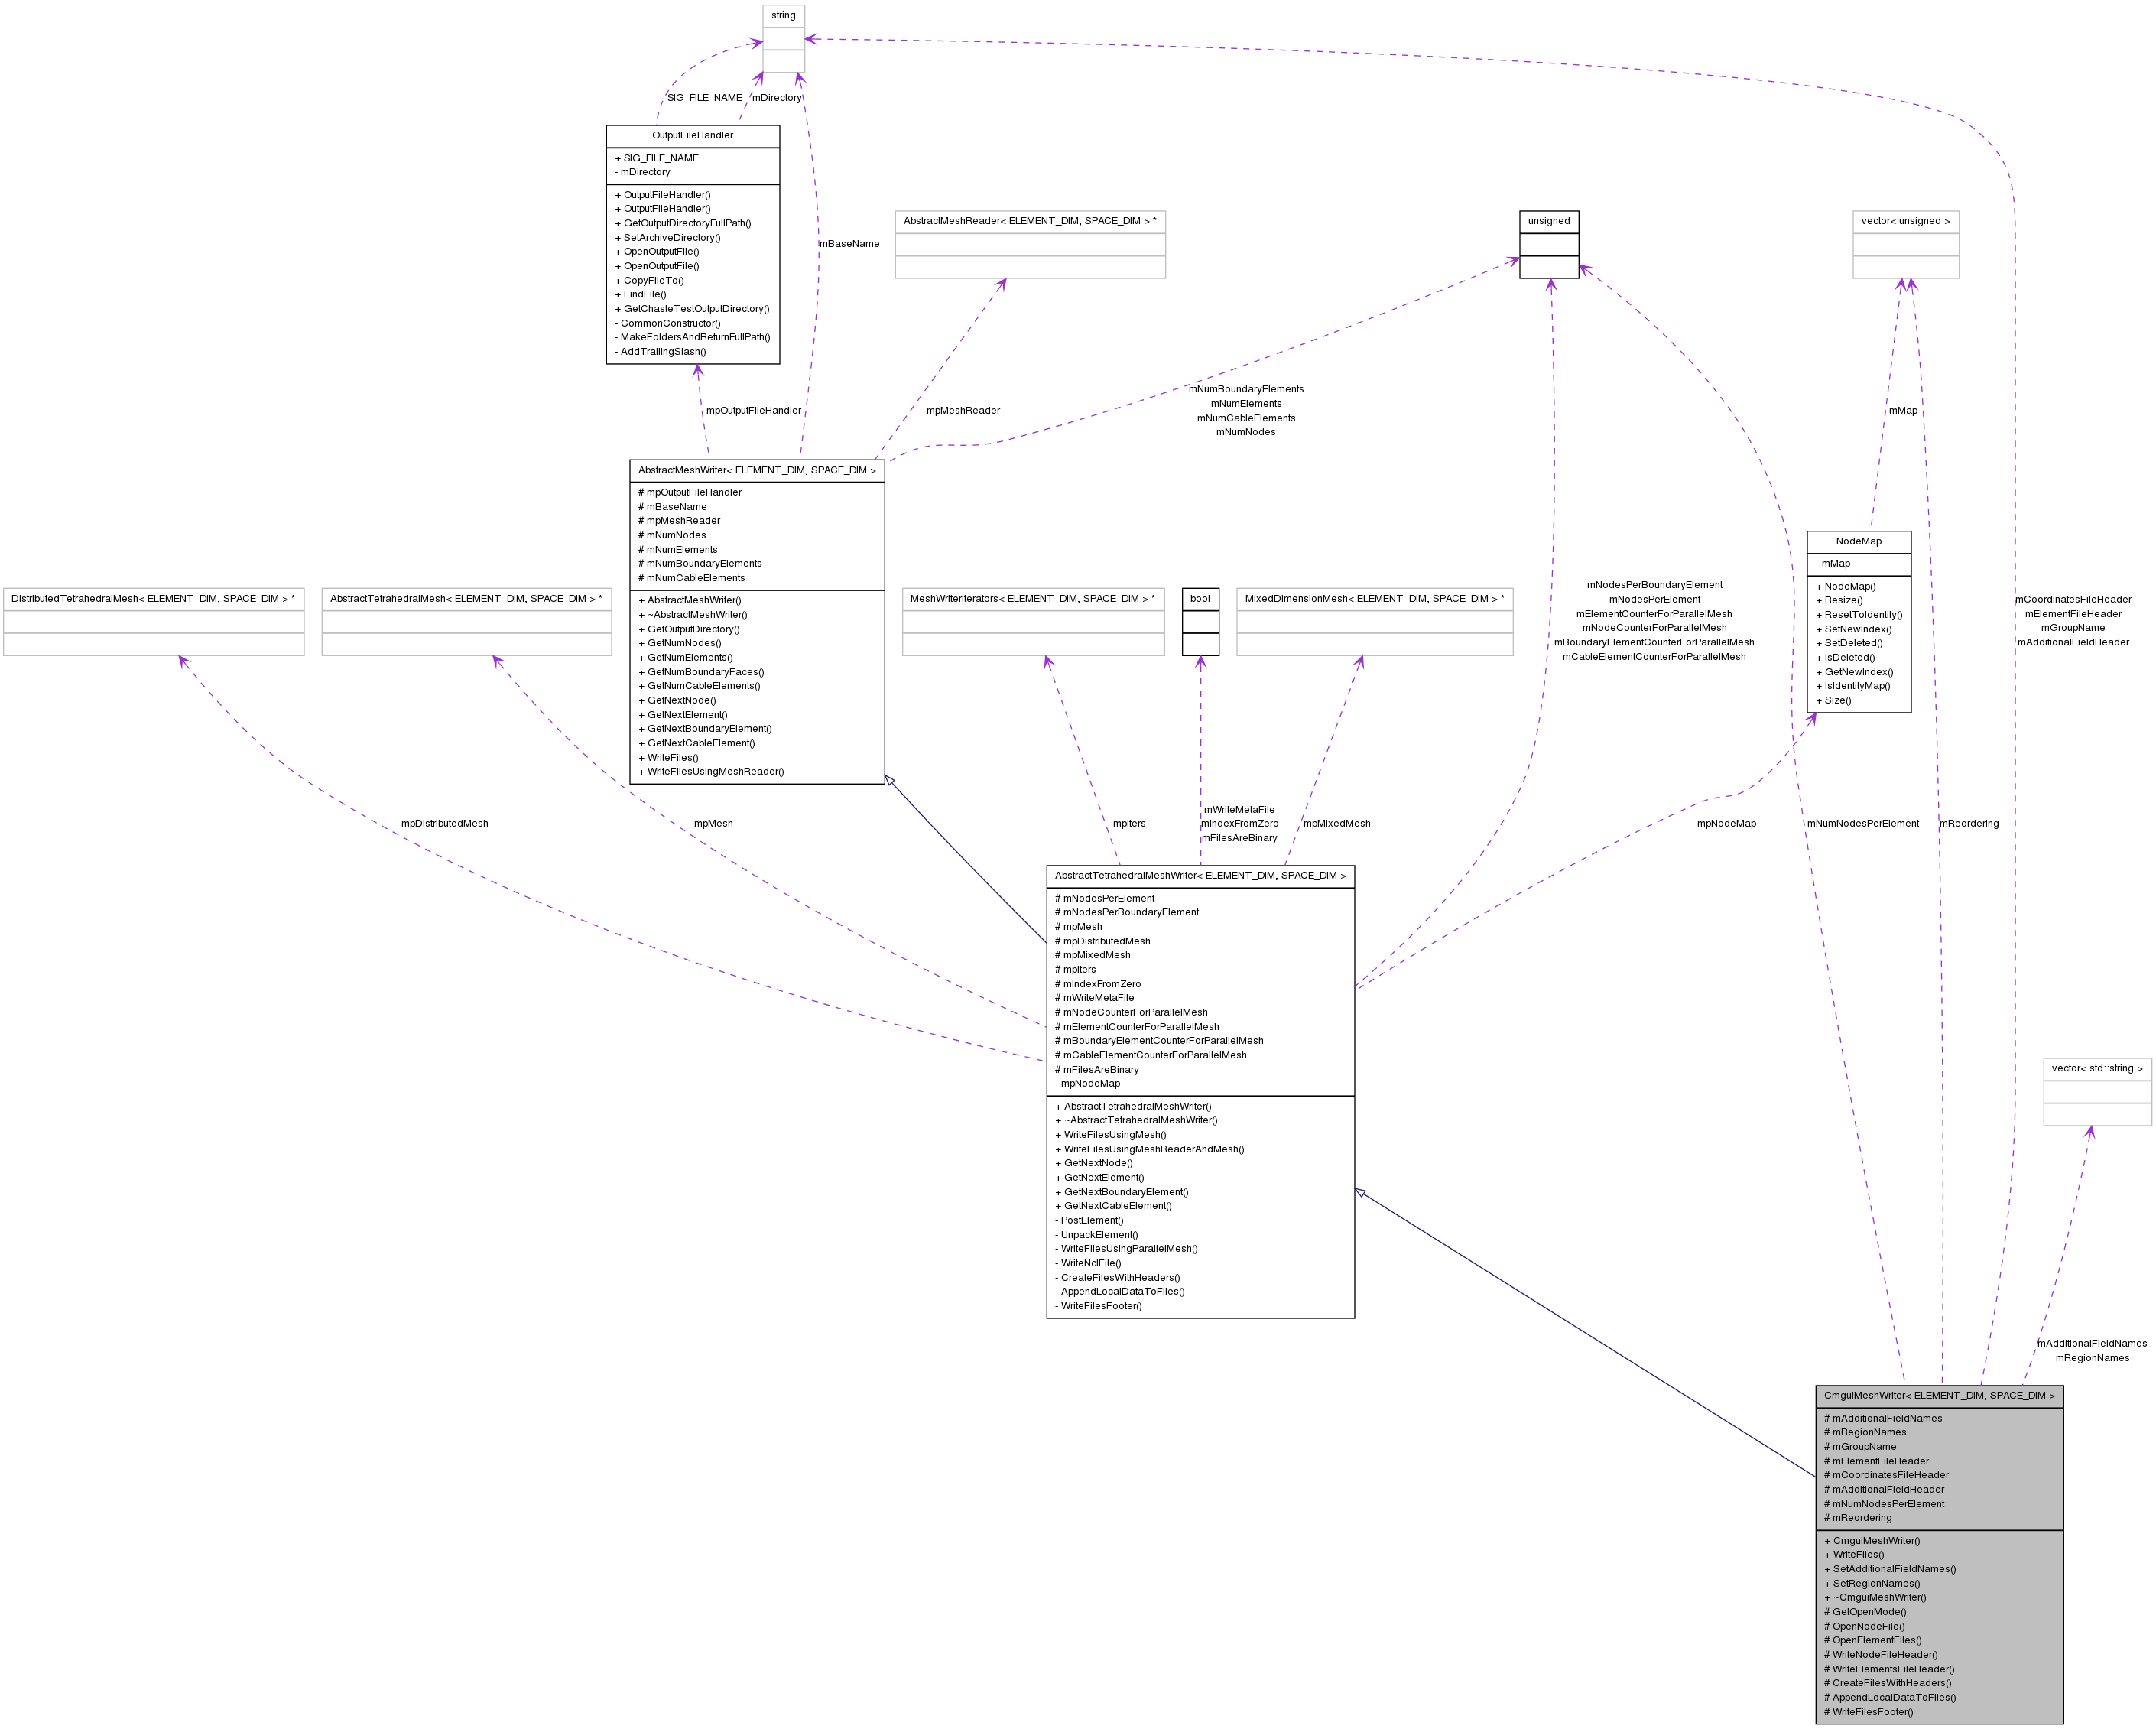 string
SIG_FILE_NAME
mDirectory
OutputFileHandler
+ SIG_FILE_NAME
- mDirectory
+ OutputFileHandler()
+ OutputFileHandler()
+ GetOutputDirectoryFullPath()
+ SetArchiveDirectory()
+ OpenOutputFile()
+ OpenOutputFile()
+ CopyFileTo()
+ FindFile()
+ GetChasteTestOutputDirectory()
- CommonConstructor()
- MakeFoldersAndReturnFullPath()
- AddTrailingSlash()
mBaseName
AbstractMeshReader< ELEMENT_DIM, SPACE_DIM > *
unsigned
vector< unsigned >
mpOutputFileHandler
mpMeshReader
mNumBoundaryElements
mNumElements
mNumCableElements
mNumNodes
mMap
AbstractMeshWriter< ELEMENT_DIM, SPACE_DIM >
# mpOutputFileHandler
# mBaseName
# mpMeshReader
# mNumNodes
# mNumElements
# mNumBoundaryElements
# mNumCableElements
+ AbstractMeshWriter()
+ ~AbstractMeshWriter()
+ GetOutputDirectory()
+ GetNumNodes()
+ GetNumElements()
+ GetNumBoundaryFaces()
+ GetNumCableElements()
+ GetNextNode()
+ GetNextElement()
+ GetNextBoundaryElement()
+ GetNextCableElement()
+ WriteFiles()
+ WriteFilesUsingMeshReader()
NodeMap
- mMap
+ NodeMap()
+ Resize()
+ ResetToIdentity()
+ SetNewIndex()
+ SetDeleted()
+ IsDeleted()
+ GetNewIndex()
+ IsIdentityMap()
+ Size()
DistributedTetrahedralMesh< ELEMENT_DIM, SPACE_DIM > *
AbstractTetrahedralMesh< ELEMENT_DIM, SPACE_DIM > *
MeshWriterIterators< ELEMENT_DIM, SPACE_DIM > *
bool
MixedDimensionMesh< ELEMENT_DIM, SPACE_DIM > *
mNodesPerBoundaryElement
mNodesPerElement
mElementCounterForParallelMesh
mNodeCounterForParallelMesh
mBoundaryElementCounterForParallelMesh
mCableElementCounterForParallelMesh
mCoordinatesFileHeader
mElementFileHeader
mGroupName
mAdditionalFieldHeader
mpDistributedMesh
mpMesh
mpIters
mWriteMetaFile
mIndexFromZero
mFilesAreBinary
mpMixedMesh
mpNodeMap
mNumNodesPerElement
mReordering
AbstractTetrahedralMeshWriter< ELEMENT_DIM, SPACE_DIM >
# mNodesPerElement
# mNodesPerBoundaryElement
# mpMesh
# mpDistributedMesh
# mpMixedMesh
# mpIters
# mIndexFromZero
# mWriteMetaFile
# mNodeCounterForParallelMesh
# mElementCounterForParallelMesh
# mBoundaryElementCounterForParallelMesh
# mCableElementCounterForParallelMesh
# mFilesAreBinary
- mpNodeMap
+ AbstractTetrahedralMeshWriter()
+ ~AbstractTetrahedralMeshWriter()
+ WriteFilesUsingMesh()
+ WriteFilesUsingMeshReaderAndMesh()
+ GetNextNode()
+ GetNextElement()
+ GetNextBoundaryElement()
+ GetNextCableElement()
- PostElement()
- UnpackElement()
- WriteFilesUsingParallelMesh()
- WriteNclFile()
- CreateFilesWithHeaders()
- AppendLocalDataToFiles()
- WriteFilesFooter()
vector< std::string >
mAdditionalFieldNames
mRegionNames
CmguiMeshWriter< ELEMENT_DIM, SPACE_DIM >
# mAdditionalFieldNames
# mRegionNames
# mGroupName
# mElementFileHeader
# mCoordinatesFileHeader
# mAdditionalFieldHeader
# mNumNodesPerElement
# mReordering
+ CmguiMeshWriter()
+ WriteFiles()
+ SetAdditionalFieldNames()
+ SetRegionNames()
+ ~CmguiMeshWriter()
# GetOpenMode()
# OpenNodeFile()
# OpenElementFiles()
# WriteNodeFileHeader()
# WriteElementsFileHeader()
# CreateFilesWithHeaders()
# AppendLocalDataToFiles()
# WriteFilesFooter()